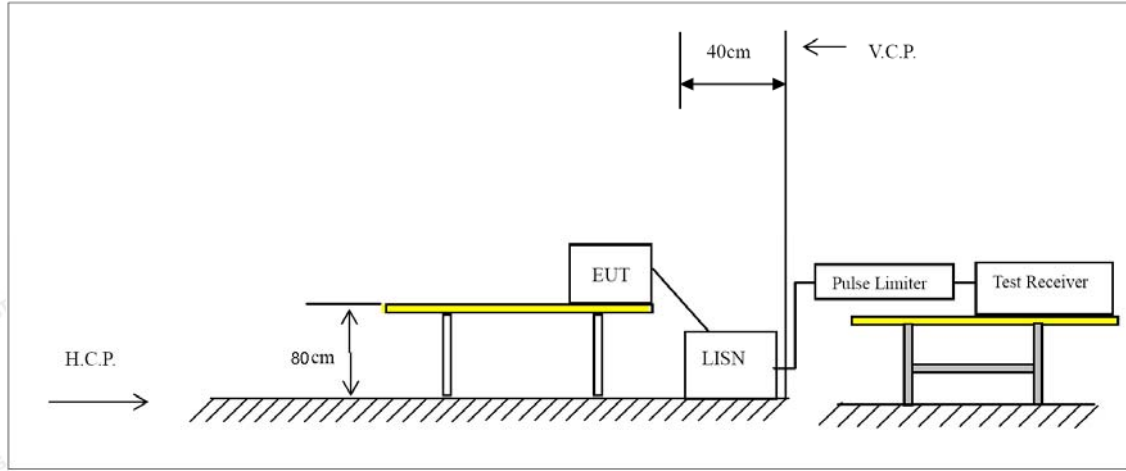 40cm
V.C.P.
EUT
Pulse Limiter
Test Receiver
H.C.P.
80cm
LISN